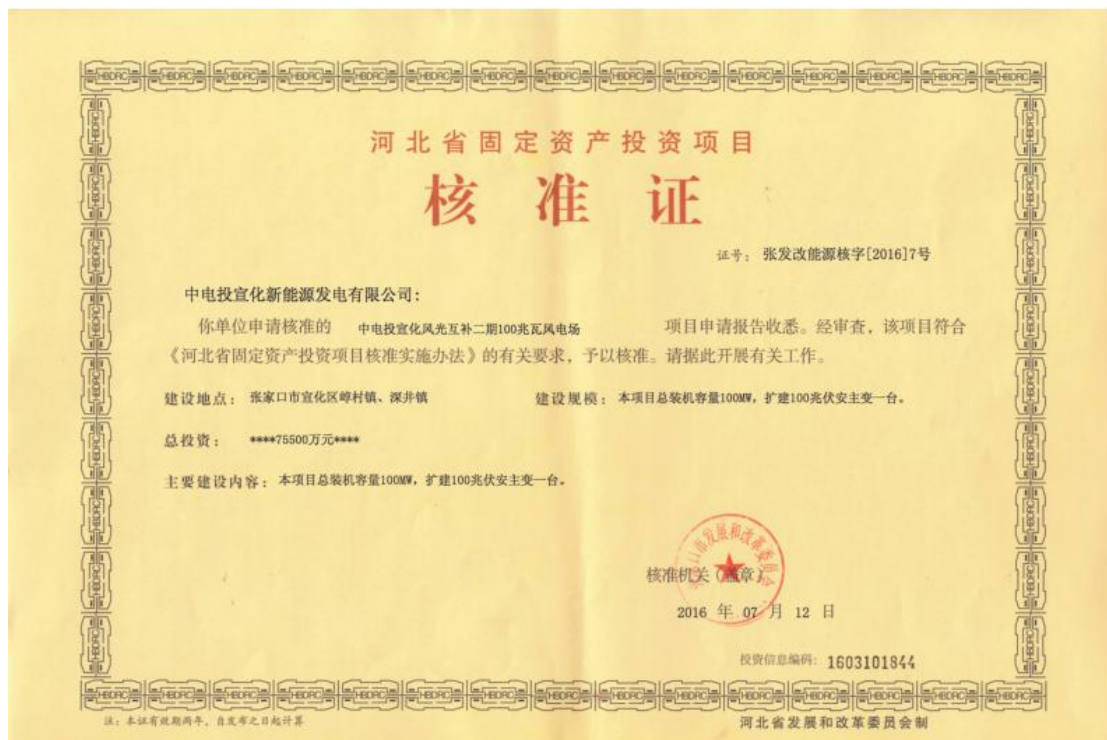 河北省固定资产投资项目
核准证
证号：张发改能源核字[2016]7号
中电投宣化新能源发电有限公司：
你单位申请核准的 中电投宣化风光互补二期100兆瓦风电场 项目申请报告收悉。经审查，该项目符合
《河北省固定资产投资项目核准实施办法》的有关要求，予以核准。请据此开展有关工作。
建设地点：张家口市宣化区崞村镇、深井镇 建设规模：本项目总装机容量100MW，扩建100兆伏安主变一台。
总投资：****75500万元****
主要建设内容：本项目总装机容量100MW，扩建100兆伏安主变一台。
张家口市发展和改革委员会
核准机关（盖章）
2016 年 07 月 12 日
投资信息编码：1603101844
注：本证有效期两年，自发布之日起计算
河北省发展和改革委员会制
HBDRC